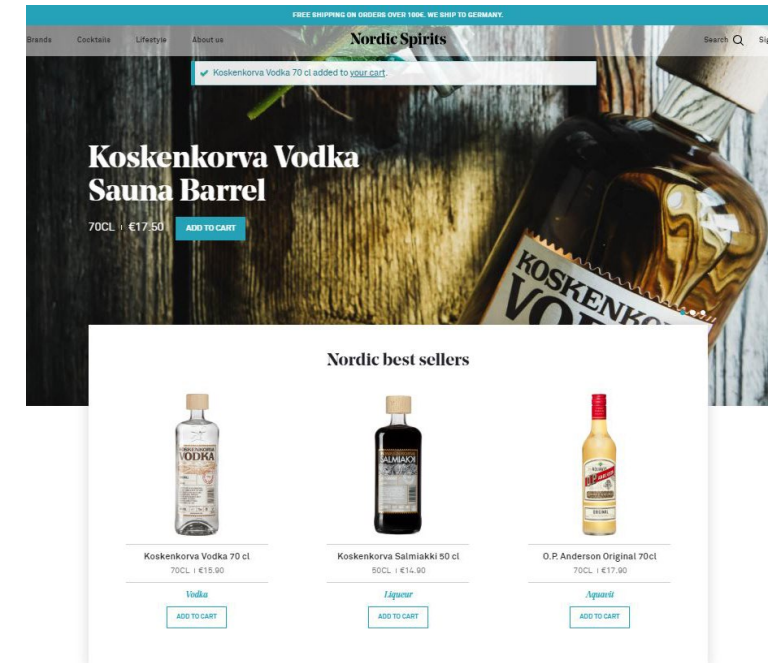 FREE SHIPPING ON ORDERS OVER 100€. WE SHIP TO GERMANY.
Brands Cocktails Lifestyle About us Nordic Spirits Search
Koskenkorva Vodka 70 cl added to your cart.
Koskenkorva Vodka
Sauna Barrel
70CL | €17.50 ADD TO CART
KOSKENKO
VO
Nordic best sellers
VODKA
SALMIAKKI
ORIGINAL
Koskenkorva Vodka 70 cl Koskenkorva Salmiakki 50 cl O.P. Anderson Original 70cl
70CL | €15.90 50CL | €14.90 70CL | €17.90
Vodka Liqueur Aquavit
ADD TO CART ADD TO CART ADD TO CART